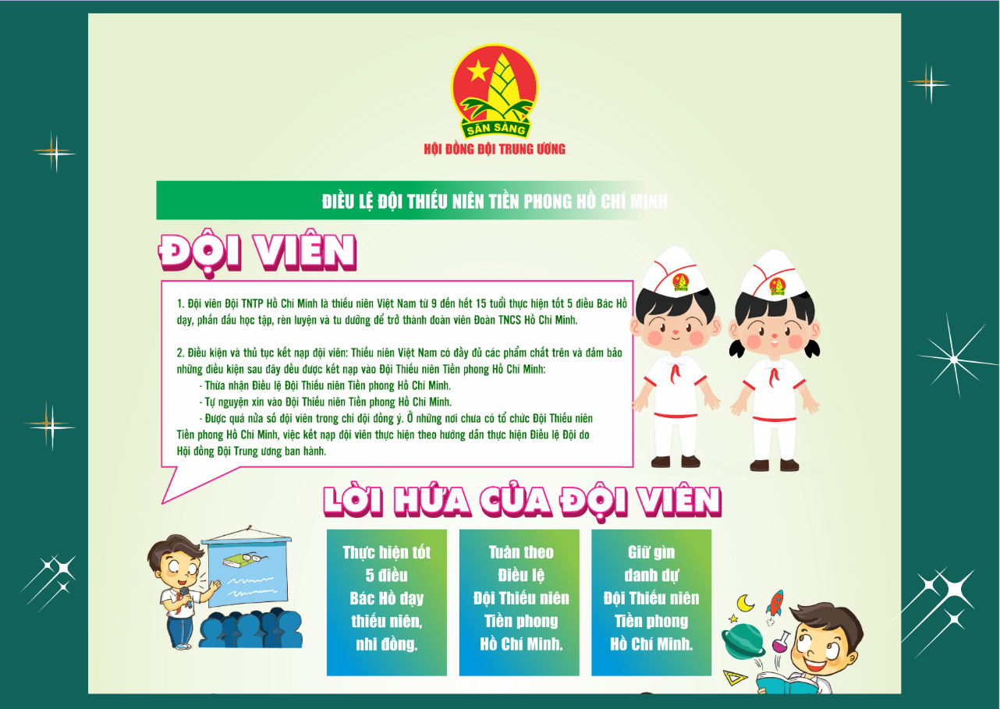 SẴN SÀNG
HỘI ĐỒNG ĐỘI TRUNG ƯƠNG
ĐIỀU LỆ ĐỘI THIẾU NIÊN TIỀN PHONG HỒ CHÍ MINH
ĐỘI VIÊN
SẴN SÀNG
SẴN SÀNG
1. Đội viên Đội TNTP Hồ Chí Minh là thiếu niên Việt Nam từ 9 đến hết 15 tuổi thực hiện tốt 5 điều Bác Hồ
dạy, phấn đấu học tập, rèn luyện và tu dưỡng để trở thành đoàn viên Đoàn TNCS Hồ Chí Minh.
2. Điều kiện và thủ tục kết nạp đội viên: Thiếu niên Việt Nam có đầy đủ các phẩm chất trên và đảm bảo
những điều kiện sau đây đều được kết nạp vào Đội Thiếu niên Tiền phong Hồ Chí Minh:
- Thừa nhận Điều lệ Đội Thiếu niên Tiền phong Hồ Chí Minh.
- Tự nguyện xin vào Đội Thiếu niên Tiền phong Hồ Chí Minh.
- Được quá nửa số đội viên trong chi đội đồng ý. Ở những nơi chưa có tổ chức Đội Thiếu niên
Tiền phong Hồ Chí Minh, việc kết nạp đội viên thực hiện theo hướng dẫn thực hiện Điều lệ Đội do
Hội đồng Đội Trung ương ban hành.
LỜI HỨA CỦA ĐỘI VIÊN
Thực hiện tốt
5 điều
Bác Hồ dạy
thiếu niên,
nhi đồng.
Tuân theo
Điều lệ
Đội Thiếu niên
Tiền phong
Hồ Chí Minh.
Giữ gìn
danh dự
Đội Thiếu niên
Tiền phong
Hồ Chí Minh.